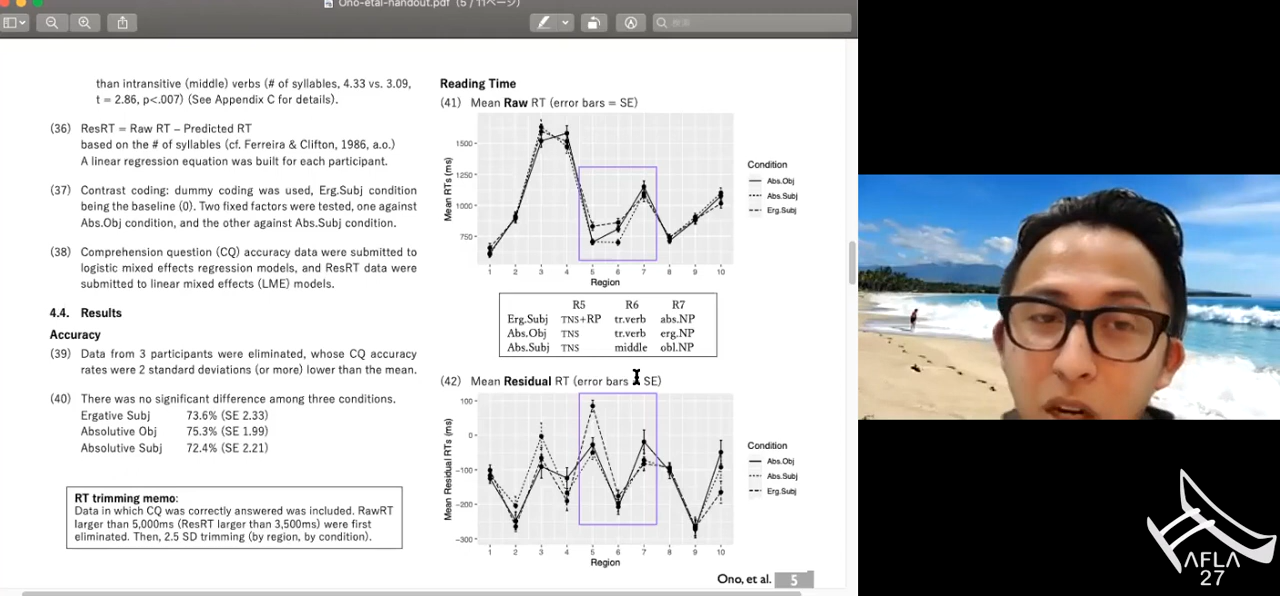 Ono-etal-handout.pdf (5 / 11ページ)
検索
than intransitive (middle) verbs (# of syllables, 4.33 vs. 3.09,
t = 2.86, p<.007) (See Appendix C for details).
(36) ResRT = Raw RT – Predicted RT
based on the # of syllables (cf. Ferreira & Clifton, 1986, a.o.)
A linear regression equation was built for each participant.
(37) Contrast coding: dummy coding was used, Erg.Subj condition
being the baseline (0). Two fixed factors were tested, one against
Abs.Obj condition, and the other against Abs.Subj condition.
(38) Comprehension question (CQ) accuracy data were submitted to
logistic mixed effects regression models, and ResRT data were
submitted to linear mixed effects (LME) models.
4.4. Results
Accuracy
(39) Data from 3 participants were eliminated, whose CQ accuracy
rates were 2 standard deviations (or more) lower than the mean.
(40) There was no significant difference among three conditions.
Ergative Subj 73.6% (SE 2.33)
Absolutive Obj 75.3% (SE 1.99)
Absolutive Subj 72.4% (SE 2.21)
RT trimming memo:
Data in which CQ was correctly answered was included. RawRT
larger than 5,000ms (ResRT larger than 3,500ms) were first
eliminated. Then, 2.5 SD trimming (by region, by condition).
Reading Time
(41) Mean Raw RT (error bars = SE)
Mean RTs (ms)
1500
1250
1000
750
1 2 3 4 5 6 7 8 9 10
Region
Condition
Abs.Obj
Abs.Subj
Erg.Subj
R5 R6 R7
Erg.Subj TNS+RP tr.verb abs.NP
Abs.Obj TNS tr.verb erg.NP
Abs.Subj TNS middle obl.NP
(42) Mean Residual RT (error bars SE)
Mean Residual RTs (ms)
100
0
−100
−200
−300
1 2 3 4 5 6 7 8 9 10
Region
Condition
Abs.Obj
Abs.Subj
Erg.Subj
Ono, et al. 5
AFLA
27